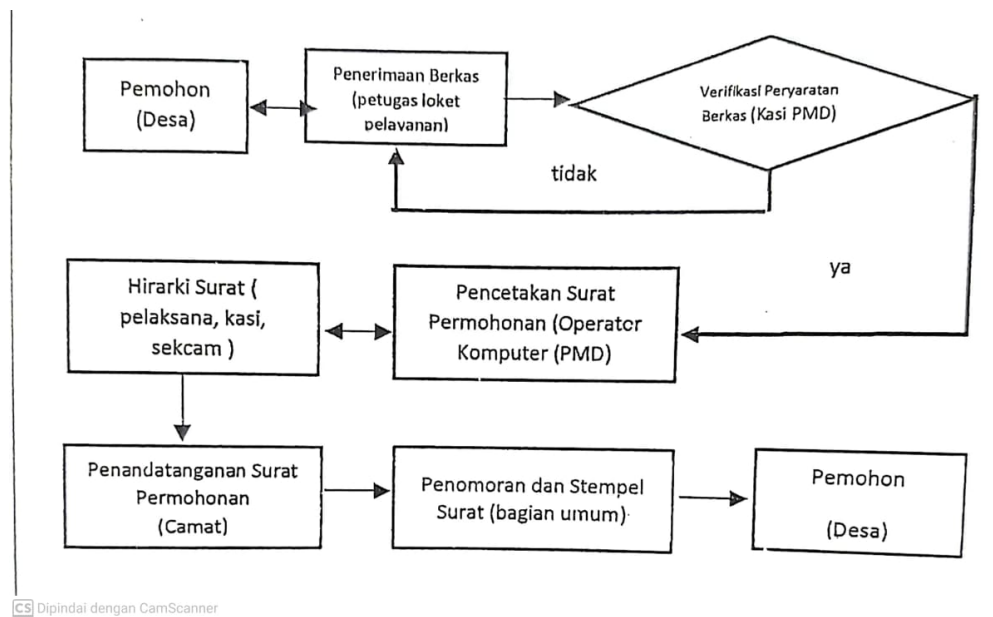 Pemohon
(Desa)
Penerimaan Berkas
(petugas loket
pelayanan)
Verifikasi Peryaratan
Berkas (Kasi PMD)
tidak
ya
Hirarki Surat (
pelaksana, kasi,
sekcam )
Pencetakan Surat
Permohonan (Operator
Komputer (PMD)
Penandatanganan Surat
Permohonan
(Camat)
Penomoran dan Stempel
Surat (bagian umum)
Pemohon
(Desa)
CS Dipindai dengan CamScanner